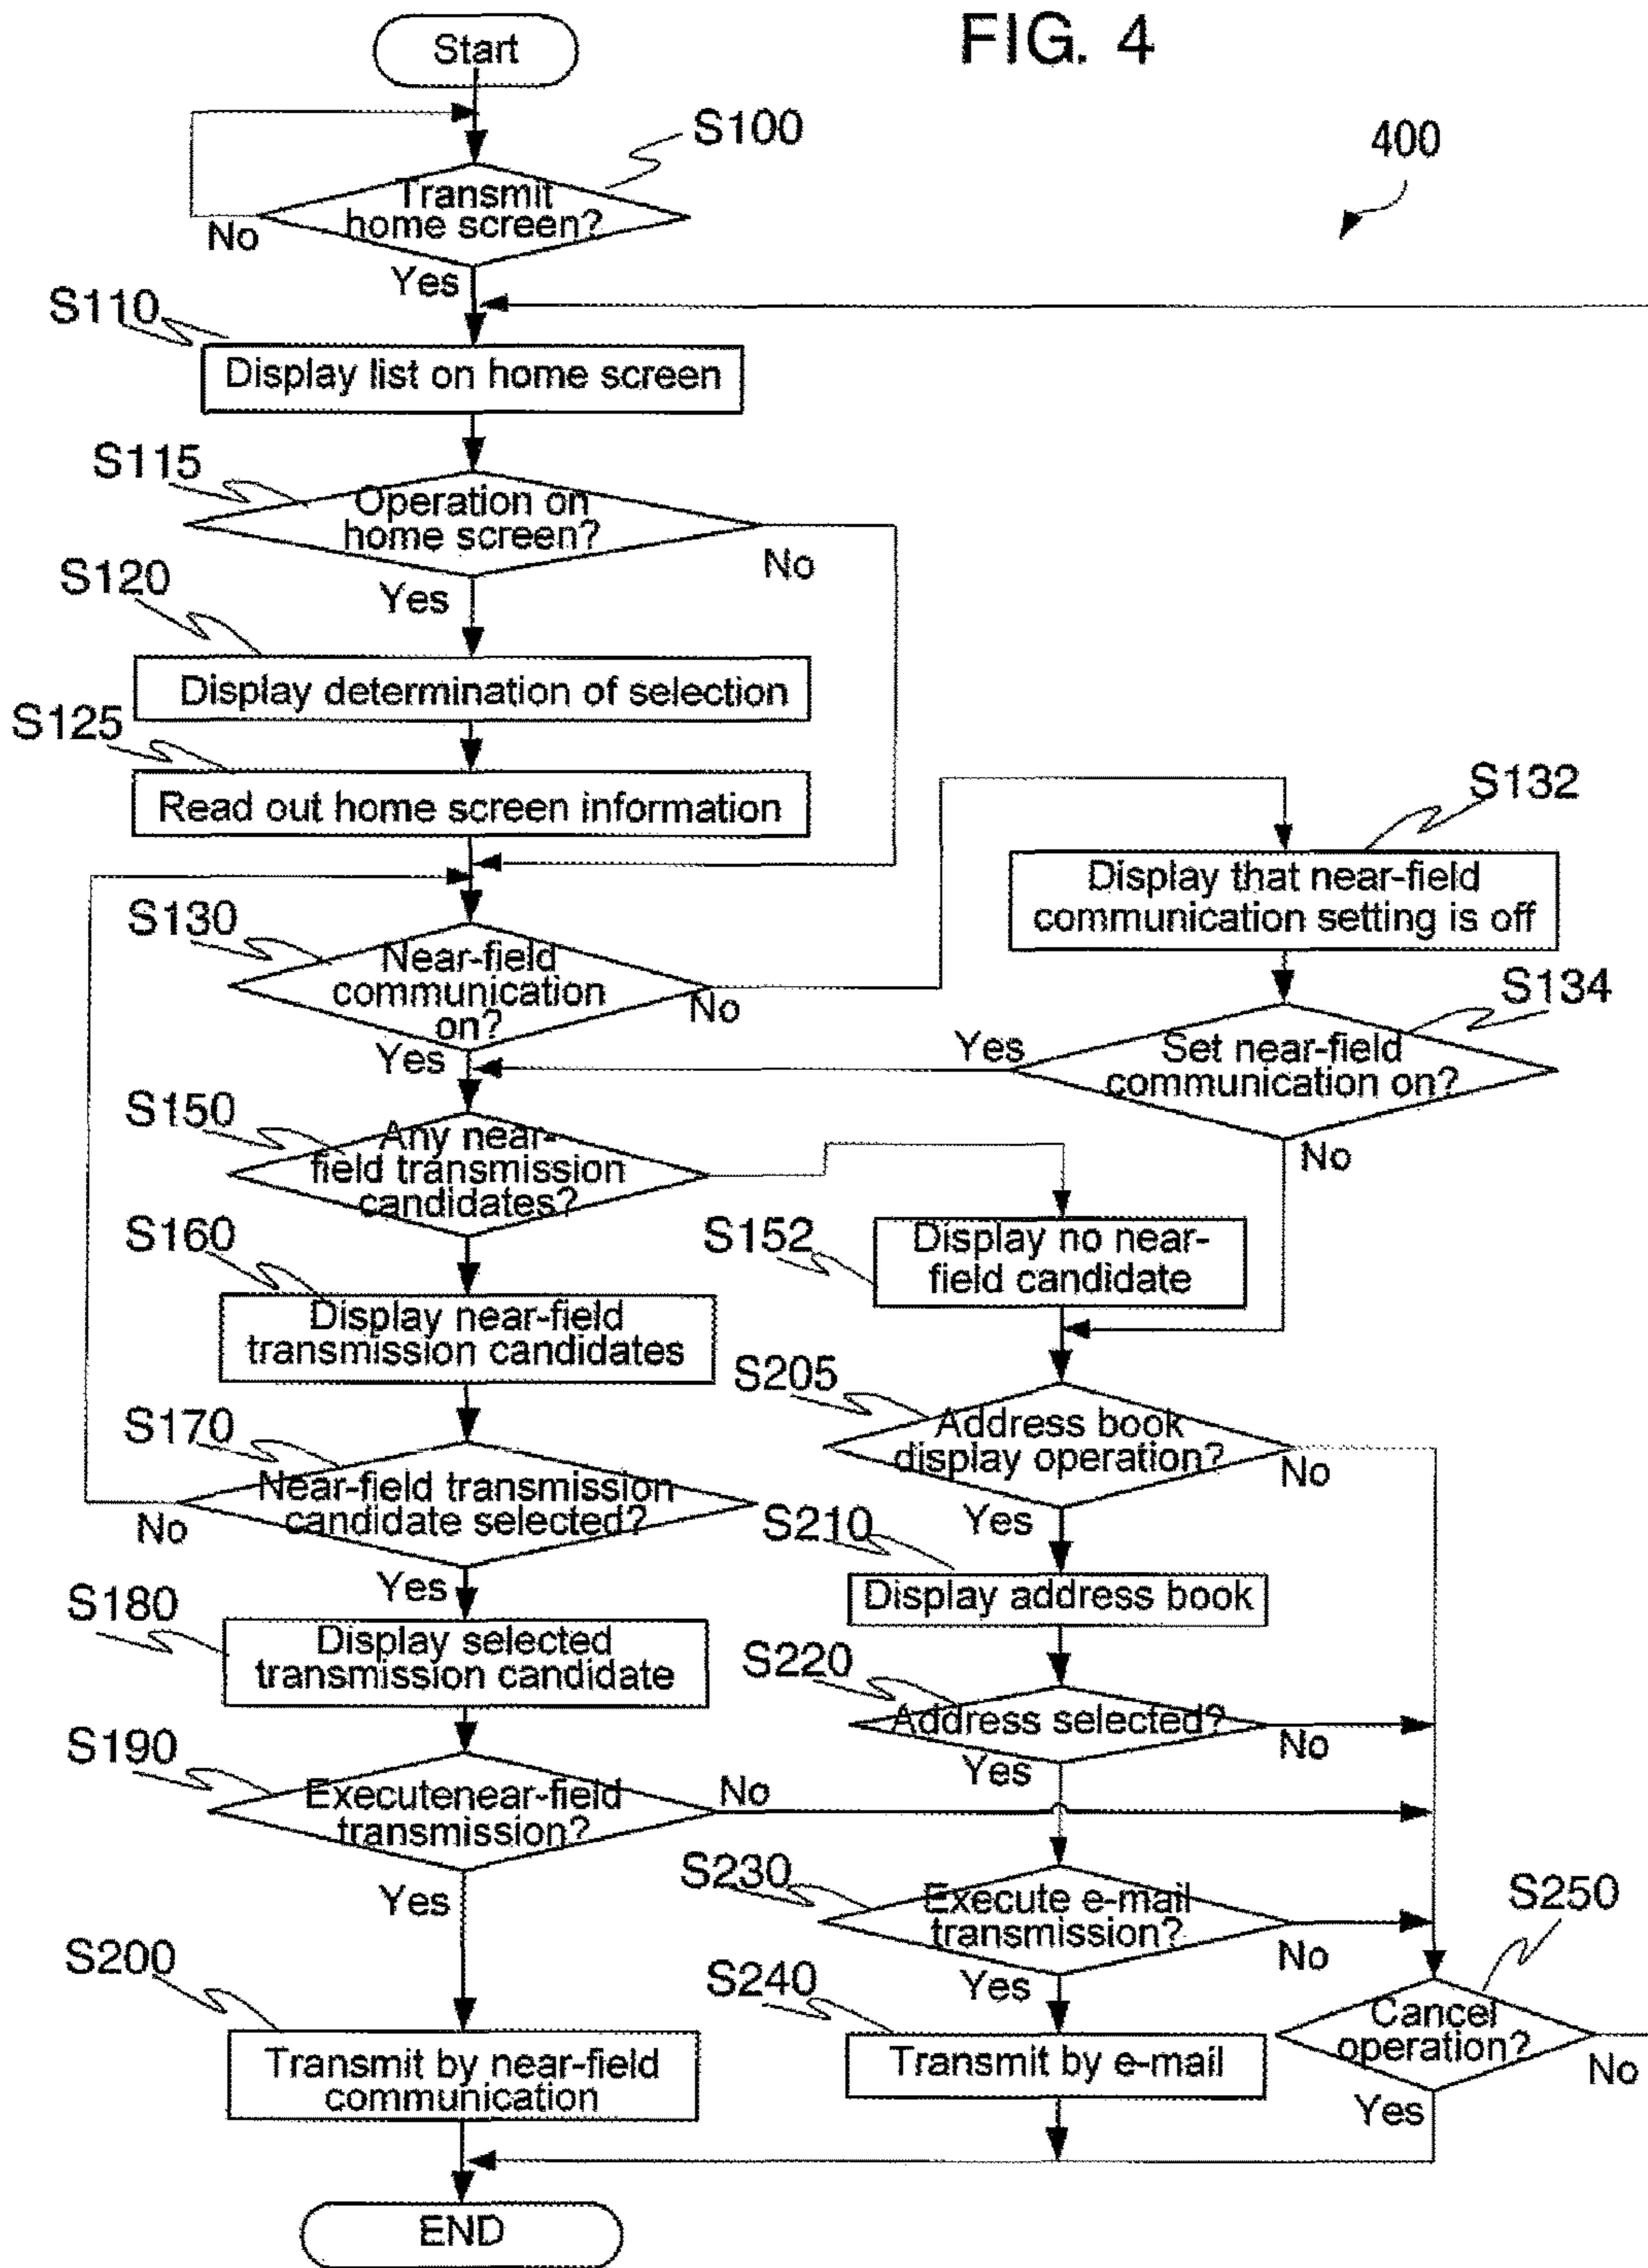 FIG. 4
400
Start
S100
Transmit
home screen?
No
Yes
S110
Display list on home screen
S115
Operation on
home screen?
No
Yes
S120
Display determination of selection
S125
Read out home screen information
S132
Display that near-field
communication setting is off
S130
Near-field
communication
on?
No
Yes
S134
Set near-field
communication on?
Yes
No
S150
Any near-
field transmission
candidates?
S152
Display no near-
field candidate
S160
Display near-field
transmission candidates
S205
Address book
display operation?
No
Yes
S170
Near-field transmission
candidate selected?
No
Yes
S210
Display address book
S180
Display selected
transmission candidate
S220
Address selected?
No
Yes
S190
Executenear-field
transmission?
No
Yes
S230
Execute e-mail
transmission?
No
Yes
S250
Cancel
operation?
No
Yes
S200
Transmit by near-field
communication
S240
Transmit by e-mail
END